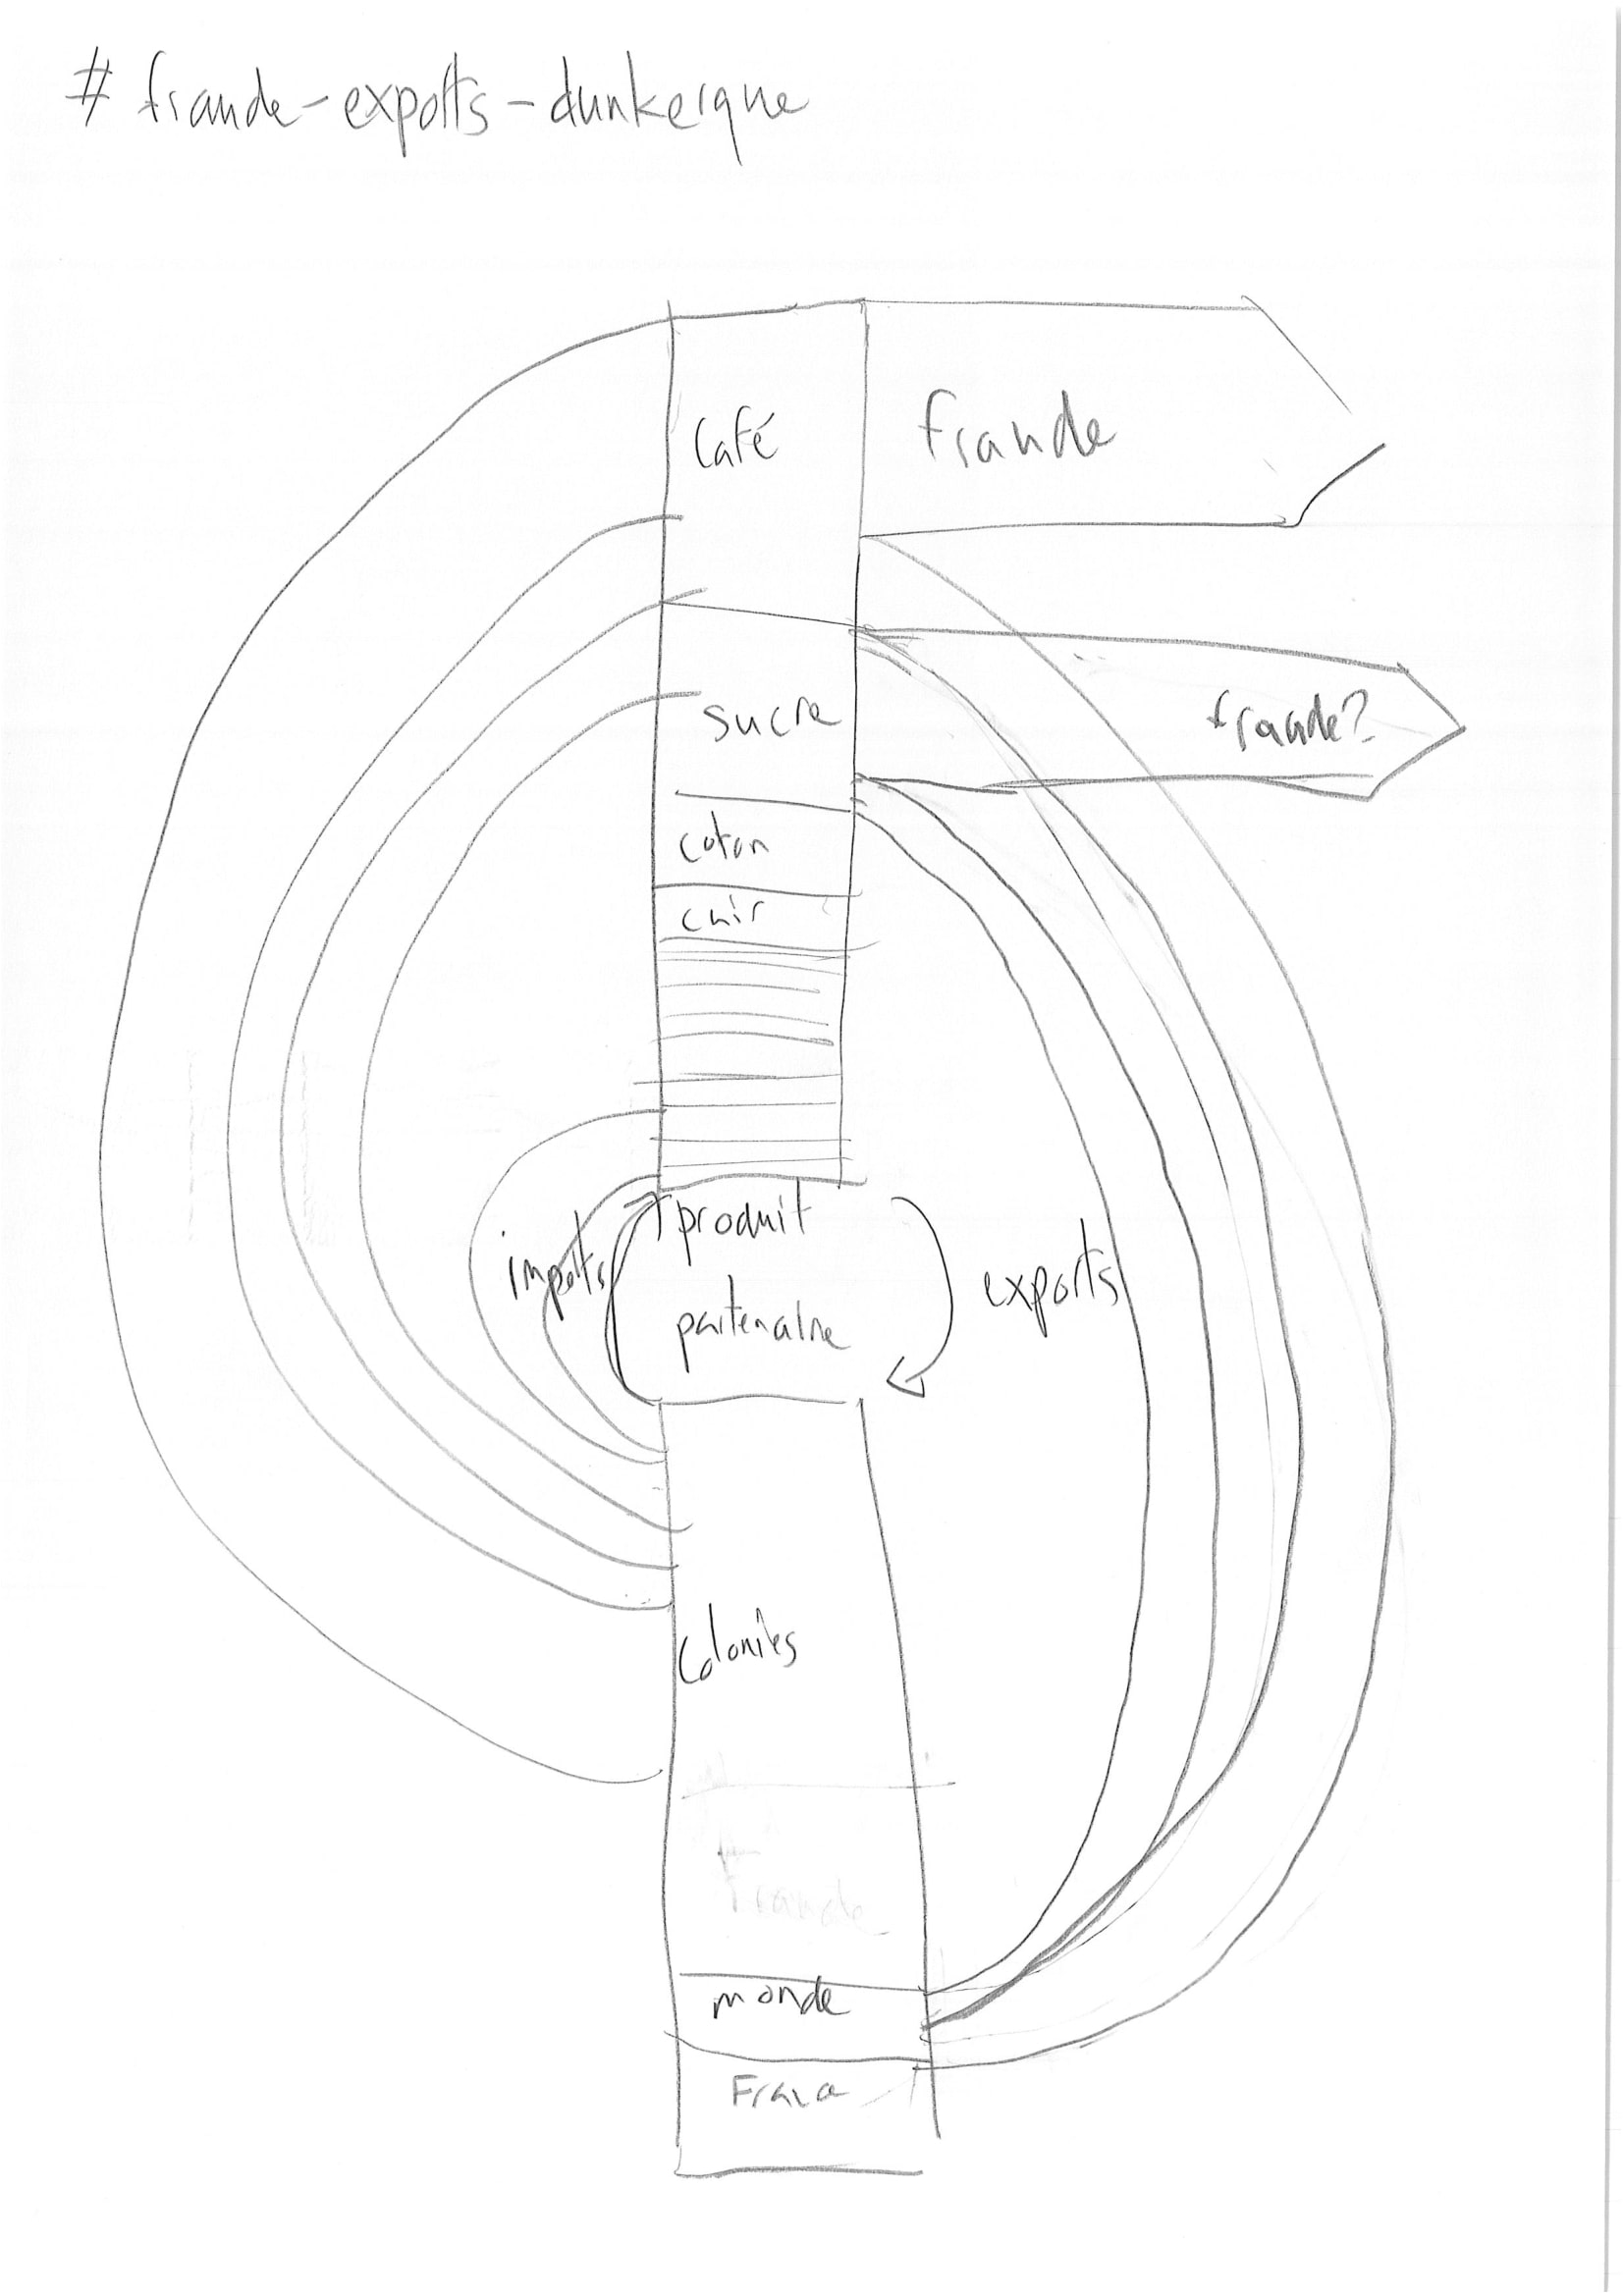 # fraude-exports-dunkerque
Café
fraude
sucre
fraude?
coton
cuir
produit
imports
exports
partenaire
Colonies
fraude
monde
France